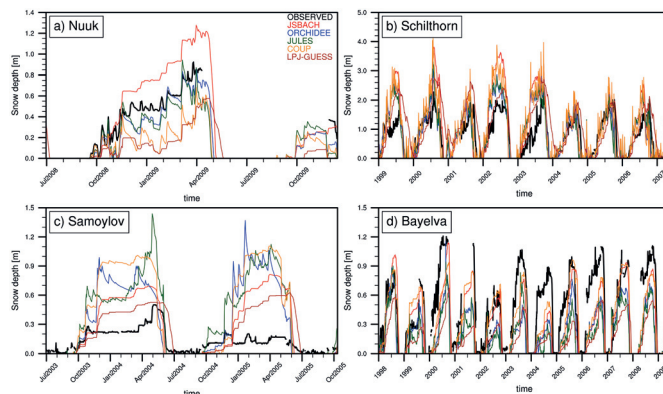 a) Nuuk
OBSERVED
JSBACH
ORCHIDEE
JULES
COUP
LPJ-GUESS
Snow depth [m]
1.4
1.2
1.0
0.8
0.6
0.4
0.2
0.0
Jul2008
Oct2008
Jan2009
Apr2009
Oct2009
time
b) Schilthorn
Snow depth [m]
5.0
4.0
3.0
2.0
1.0
0.0
1999
2000
2001
2002
2003
2004
2005
2006
2007
time
c) Samoylov
Snow depth [m]
1.5
1.2
0.9
0.6
0.3
0.0
Jul2003
Oct2003
Jan2004
Apr2004
Jul2004
Oct2004
Jan2005
Apr2005
Jul2005
Oct2005
time
d) Bayelva
Snow depth [m]
1.5
1.2
0.9
0.6
0.3
0.0
1998
1999
2000
2001
2002
2003
2004
2005
2006
2007
2008
time